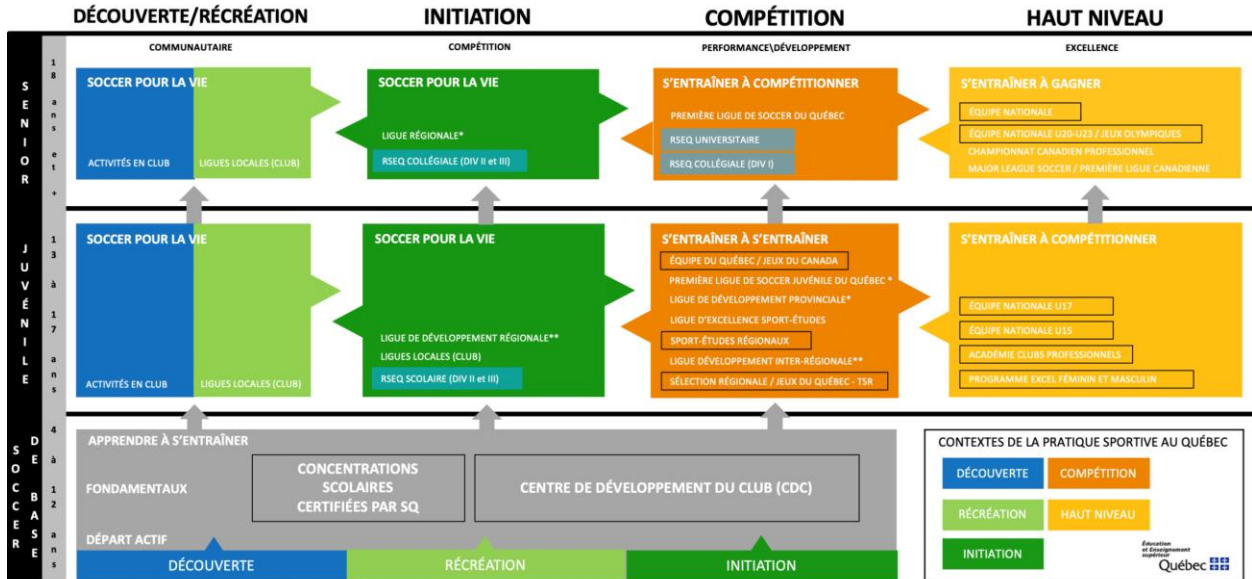 DÉCOUVERTE/RÉCRÉATION
INITIATION
COMPÉTITION
HAUT NIVEAU
COMMUNAUTAIRE
COMPÉTITION
PERFORMANCE\DÉVELOPPEMENT
EXCELLENCE
SENIOR
18 ans et +
SOCCER POUR LA VIE
ACTIVITÉS EN CLUB
LIGUES LOCALES (CLUB)
SOCCER POUR LA VIE
LIGUE RÉGIONALE*
RSEQ COLLÉGIALE (DIV II et III)
S'ENTRAÎNER À COMPÉTITIONNER
PREMIÈRE LIGUE DE SOCCER DU QUÉBEC
RSEQ UNIVERSITAIRE
RSEQ COLLÉGIALE (DIV I)
S'ENTRAÎNER À GAGNER
ÉQUIPE NATIONALE
ÉQUIPE NATIONALE U20-U23 / JEUX OLYMPIQUES
CHAMPIONNAT CANADIEN PROFESSIONNEL
MAJOR LEAGUE SOCCER / PREMIÈRE LIGUE CANADIENNE
JUVÉNILE
13 à 17 ans
SOCCER POUR LA VIE
ACTIVITÉS EN CLUB
LIGUES LOCALES (CLUB)
SOCCER POUR LA VIE
LIGUE DE DÉVELOPPEMENT RÉGIONALE**
LIGUES LOCALES (CLUB)
RSEQ SCOLAIRE (DIV II et III)
S'ENTRAÎNER À S'ENTRAÎNER
ÉQUIPE DU QUÉBEC / JEUX DU CANADA
PREMIÈRE LIGUE DE SOCCER JUVÉNILE DU QUÉBEC *
LIGUE DE DÉVELOPPEMENT PROVINCIALE*
LIGUE D'EXCELLENCE SPORT-ÉTUDES
SPORT-ÉTUDES RÉGIONAUX
LIGUE DÉVELOPPEMENT INTER-RÉGIONALE**
SÉLECTION RÉGIONALE / JEUX DU QUÉBEC - TSR
S'ENTRAÎNER À COMPÉTITIONNER
ÉQUIPE NATIONALE U17
ÉQUIPE NATIONALE U15
ACADÉMIE CLUBS PROFESSIONNELS
PROGRAMME EXCEL FÉMININ ET MASCULIN
SOCCER DE BASE
4 à 12 ans
APPRENDRE À S'ENTRAÎNER
FONDAMENTAUX
DÉPART ACTIF
CONCENTRATIONS
SCOLAIRES
CERTIFIÉES PAR SQ
CENTRE DE DÉVELOPPEMENT DU CLUB (CDC)
DÉCOUVERTE
RÉCRÉATION
INITIATION
CONTEXTES DE LA PRATIQUE SPORTIVE AU QUÉBEC
DÉCOUVERTE
COMPÉTITION
RÉCRÉATION
HAUT NIVEAU
INITIATION
Éducation
et Enseignement
supérieur
Québec